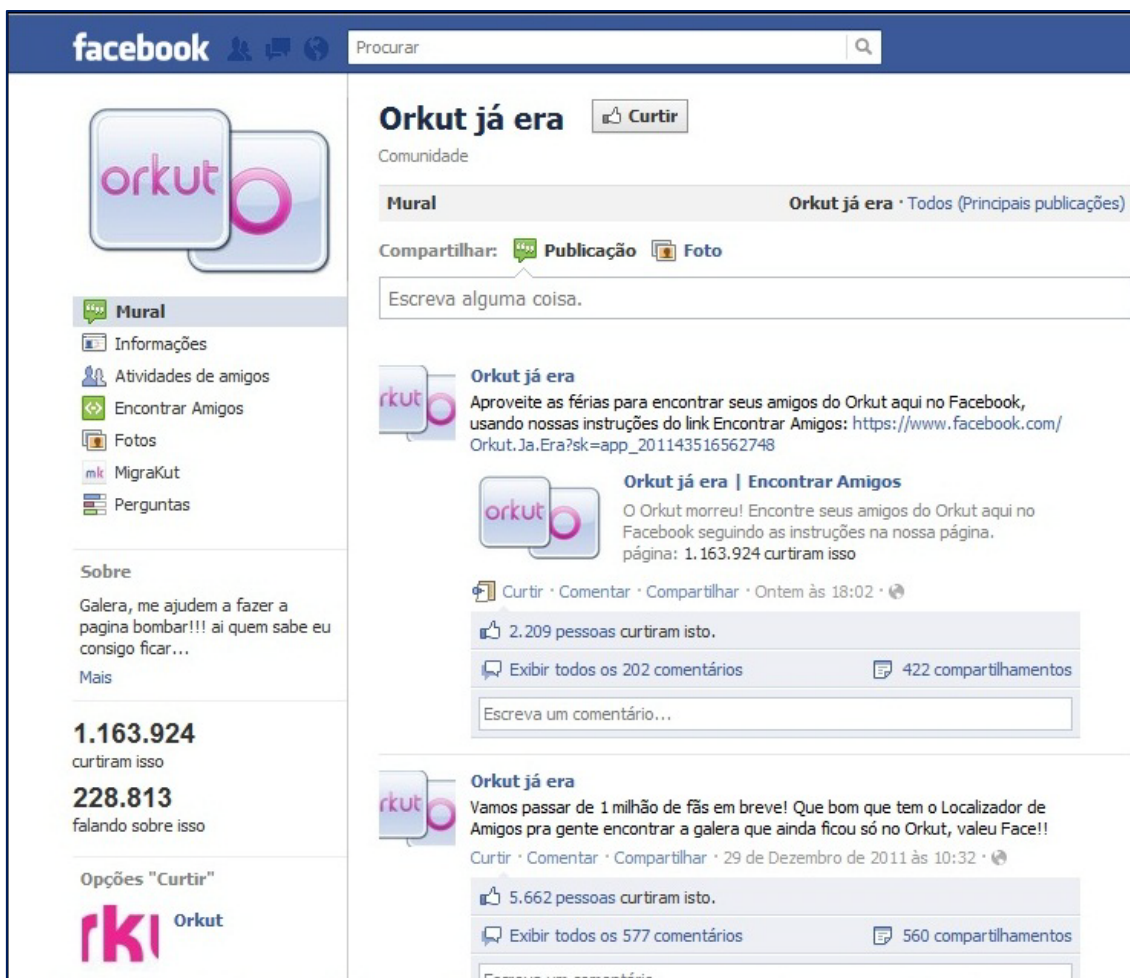 facebook
Procurar
orkut
Mural
Informações
Atividades de amigos
Encontrar Amigos
Fotos
mk MigraKut
Perguntas
Sobre
Galera, me ajudem a fazer a
pagina bombar!!! ai quem sabe eu
consigo ficar...
Mais
1.163.924
curtiram isso
228.813
falando sobre isso
Opções "Curtir"
Orkut
Orkut já era Curtir
Comunidade
Mural Orkut já era · Todos (Principais publicações)
Compartilhar: Publicação Foto
Escreva alguma coisa.
rkut
Orkut já era
Aproveite as férias para encontrar seus amigos do Orkut aqui no Facebook,
usando nossas instruções do link Encontrar Amigos: https://www.facebook.com/
Orkut.Ja.Era?sk=app_201143516562748
orkut
Orkut já era | Encontrar Amigos
O Orkut morreu! Encontre seus amigos do Orkut aqui no
Facebook seguindo as instruções na nossa página.
página: 1.163.924 curtiram isso
Curtir · Comentar · Compartilhar · Ontem às 18:02 ·
2.209 pessoas curtiram isto.
Exibir todos os 202 comentários 422 compartilhamentos
Escreva um comentário...
rkut
Orkut já era
Vamos passar de 1 milhão de fãs em breve! Que bom que tem o Localizador de
Amigos pra gente encontrar a galera que ainda ficou só no Orkut, valeu Face!!
Curtir · Comentar · Compartilhar · 29 de Dezembro de 2011 às 10:32 ·
5.662 pessoas curtiram isto.
Exibir todos os 577 comentários 560 compartilhamentos